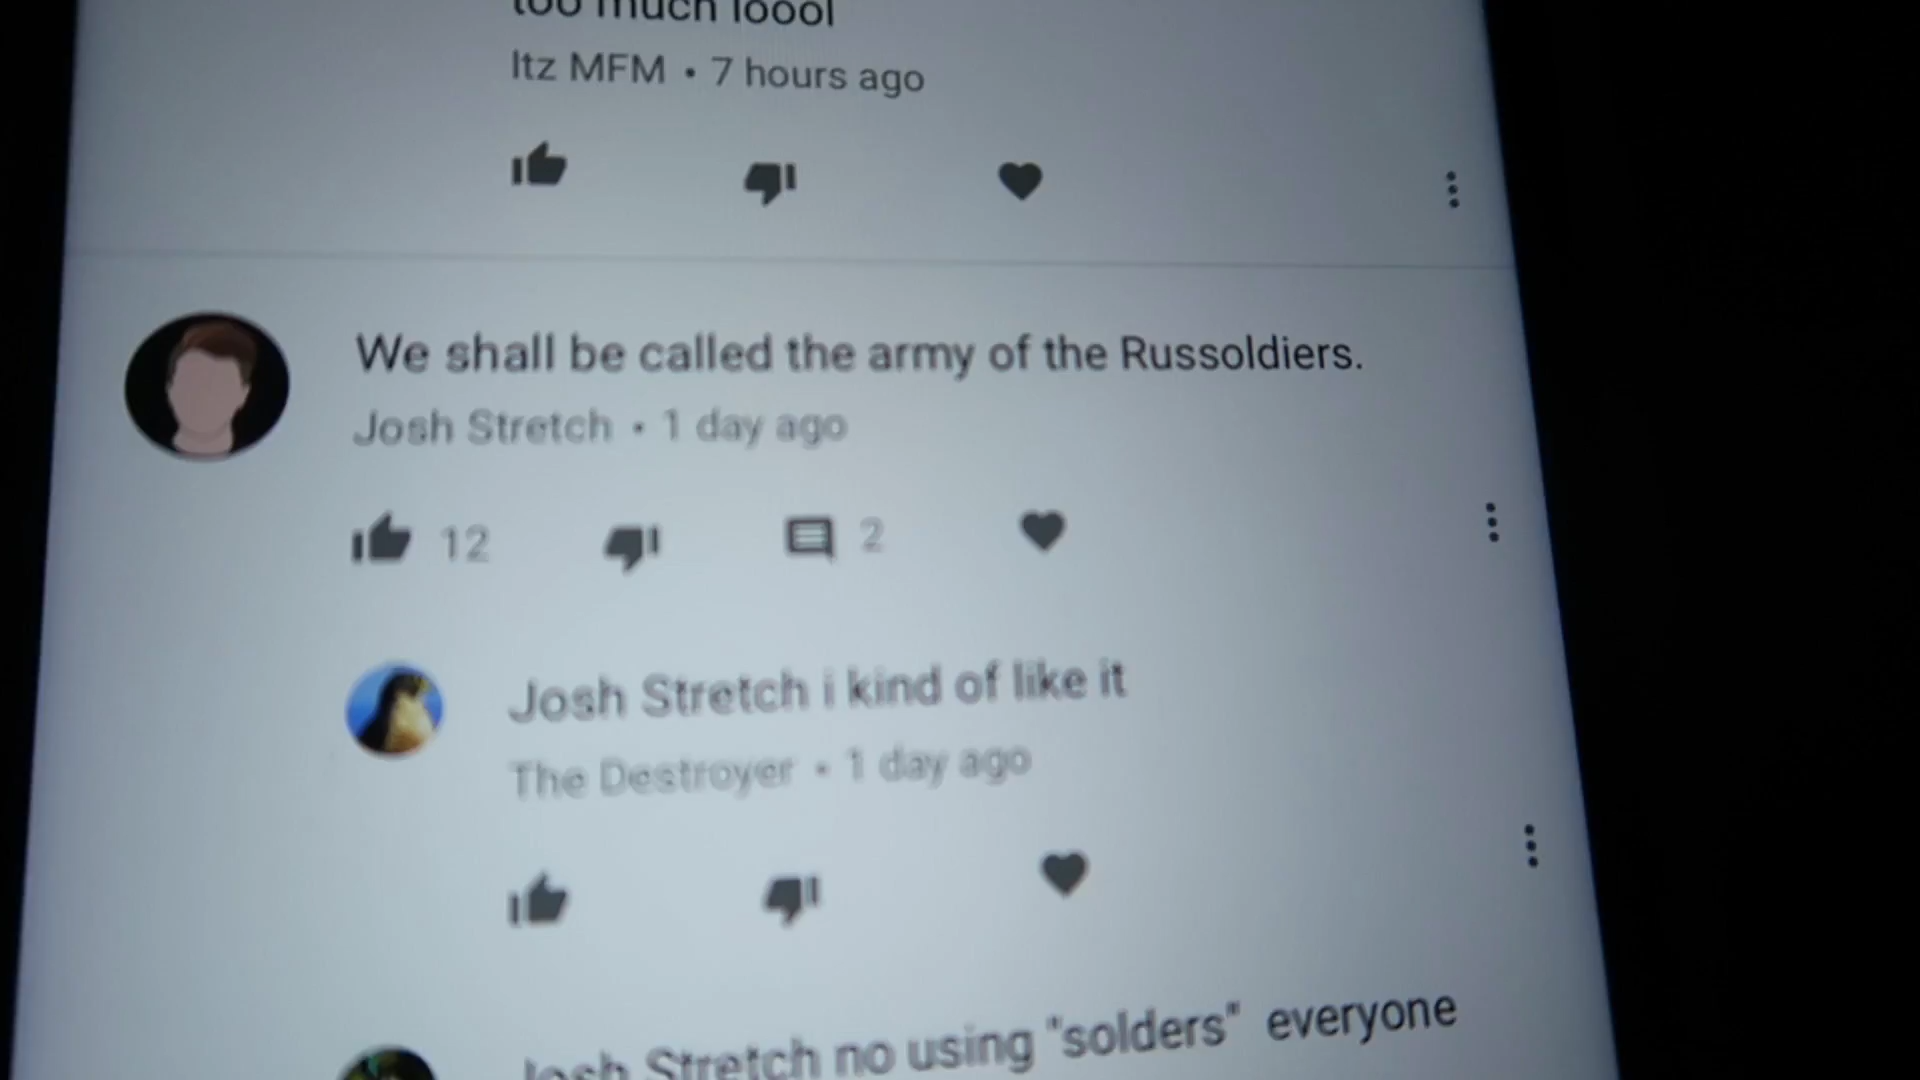 too much loool
Itz MFM • 7 hours ago
We shall be called the army of the Russoldiers.
Josh Stretch • 1 day ago
12
2
Josh Stretch i kind of like it
The Destroyer • 1 day ago
Josh Stretch no using "solders" everyone